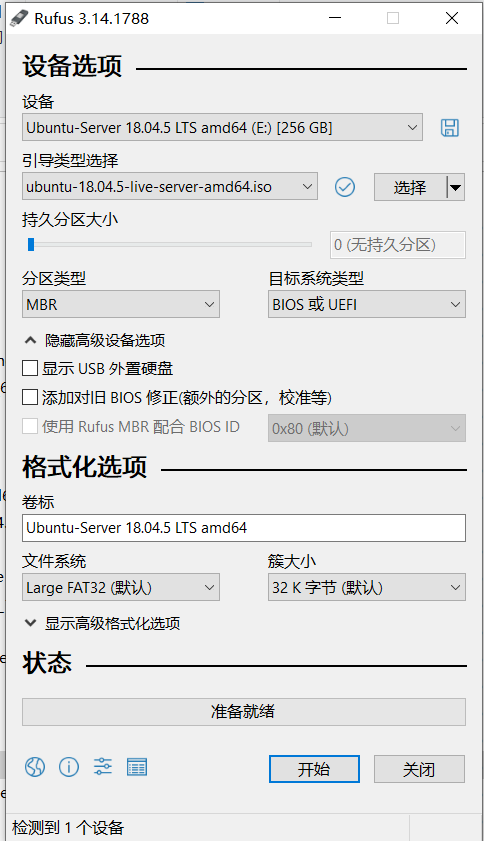 Rufus 3.14.1788
设备选项
设备
Ubuntu-Server 18.04.5 LTS amd64 (E:) [256 GB]
引导类型选择
ubuntu-18.04.5-live-server-amd64.iso
选择
持久分区大小
0 (无持久分区)
分区类型
目标系统类型
MBR
BIOS 或 UEFI
隐藏高级设备选项
显示 USB 外置硬盘
添加对旧 BIOS 修正(额外的分区，校准等)
使用 Rufus MBR 配合 BIOS ID
0x80 (默认)
格式化选项
卷标
Ubuntu-Server 18.04.5 LTS amd64
文件系统
簇大小
Large FAT32 (默认)
32 K 字节 (默认)
显示高级格式化选项
状态
准备就绪
开始
关闭
检测到 1 个设备